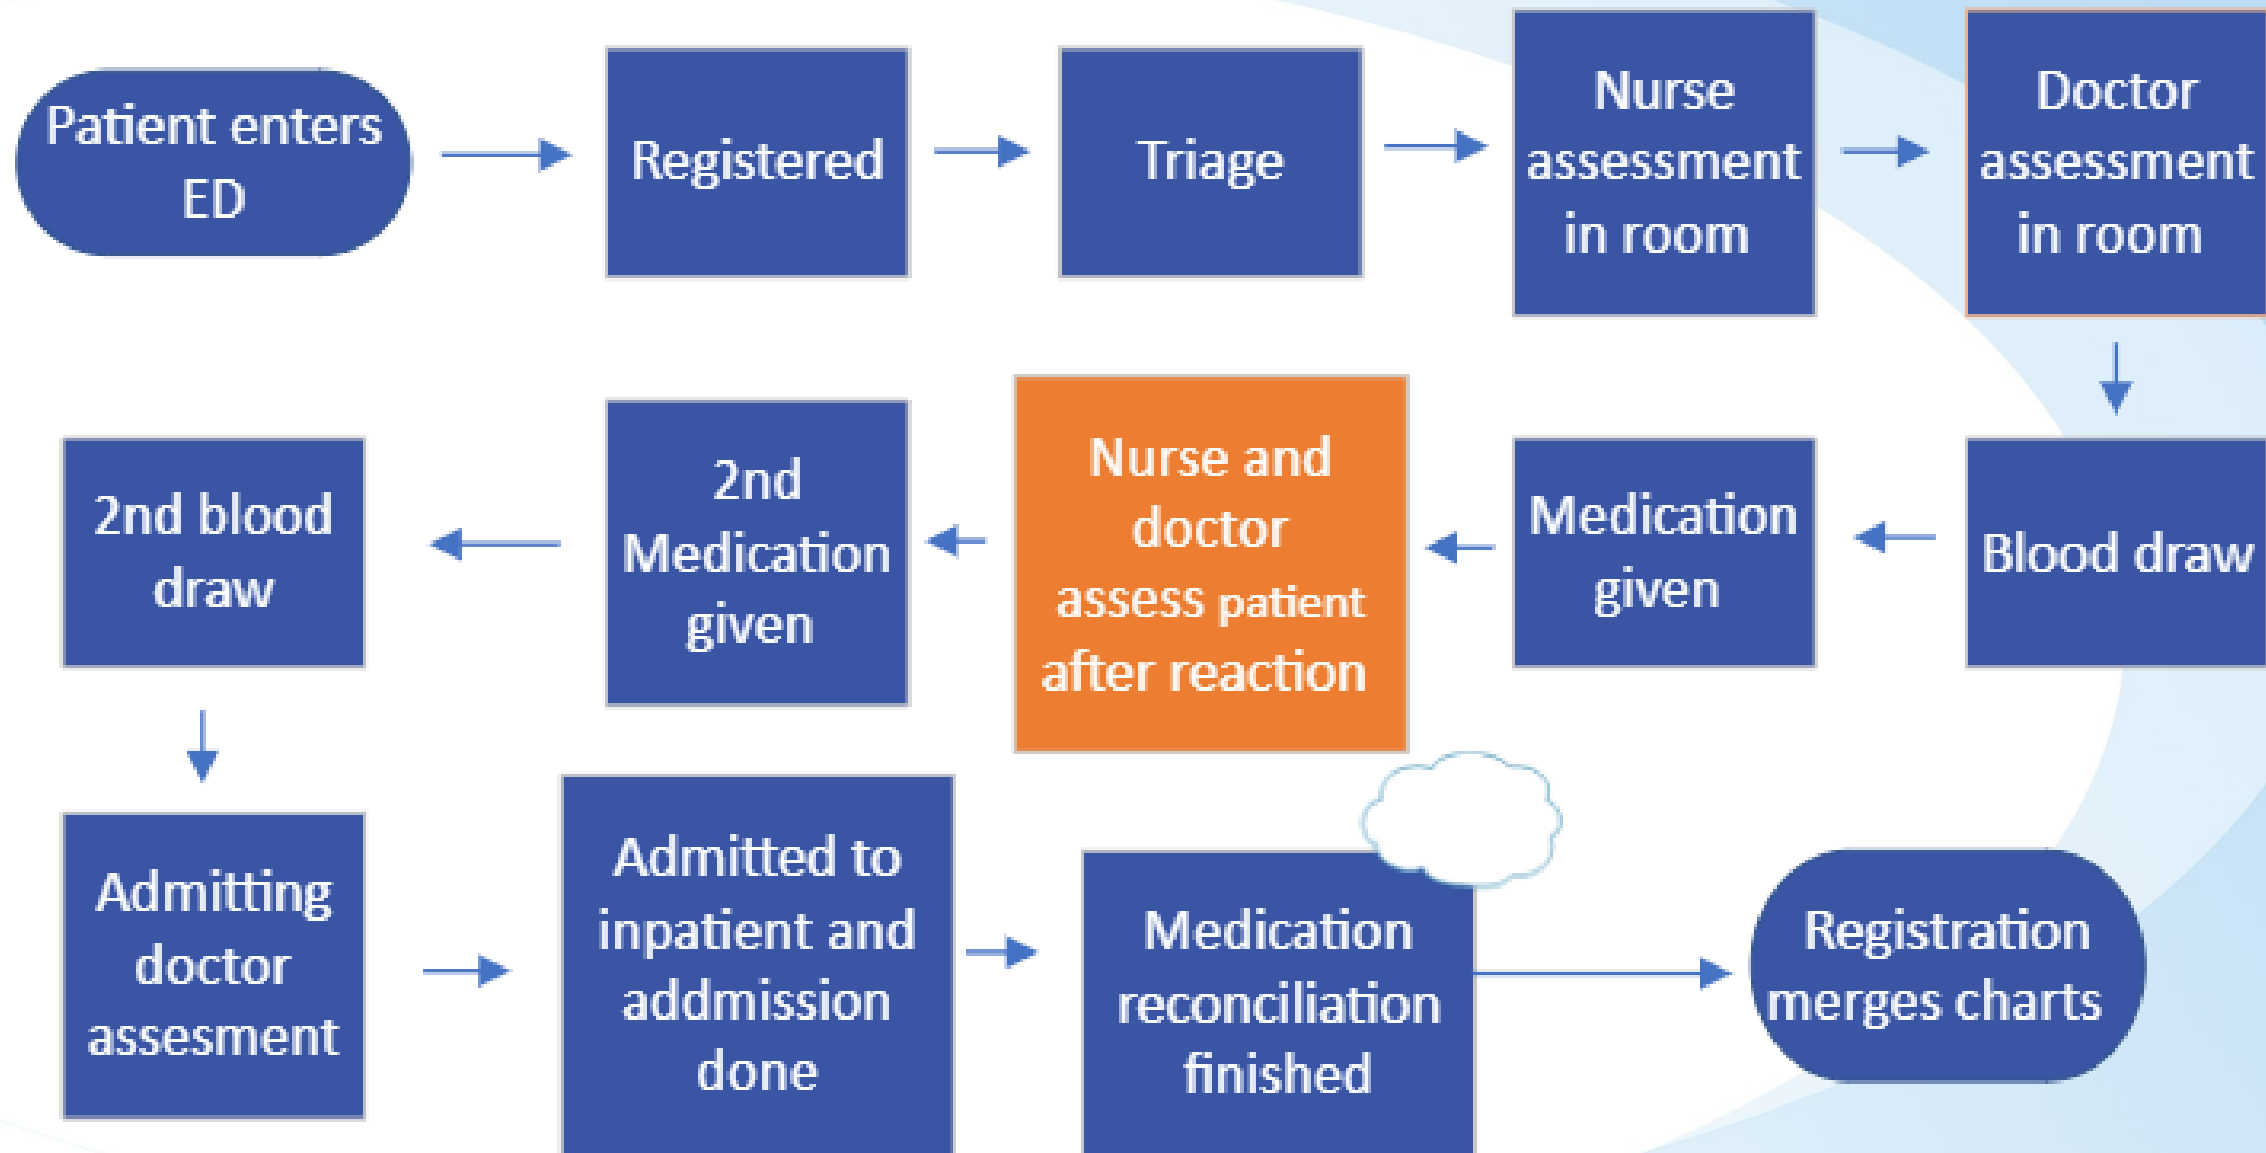 Patient enters
ED
Registered
Triage
Nurse
assessment
in room
Doctor
assessment
in room
Blood draw
Medication
given
Nurse and
doctor
assess patient
after reaction
2nd
Medication
given
2nd blood
draw
Admitting
doctor
assesment
Admitted to
inpatient and
addmission
done
Medication
reconciliation
finished
Registration
merges charts